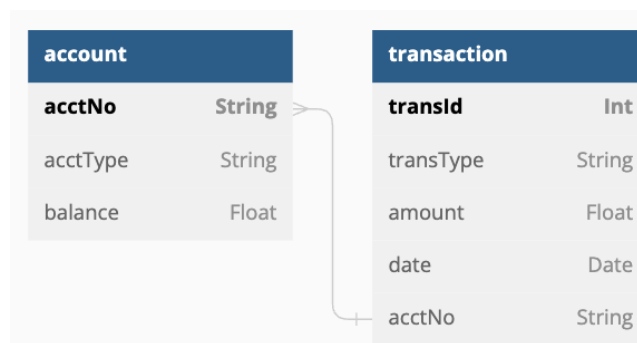 account
acctNo String
acctType String
balance Float
transaction
transId Int
transType String
amount Float
date Date
acctNo String